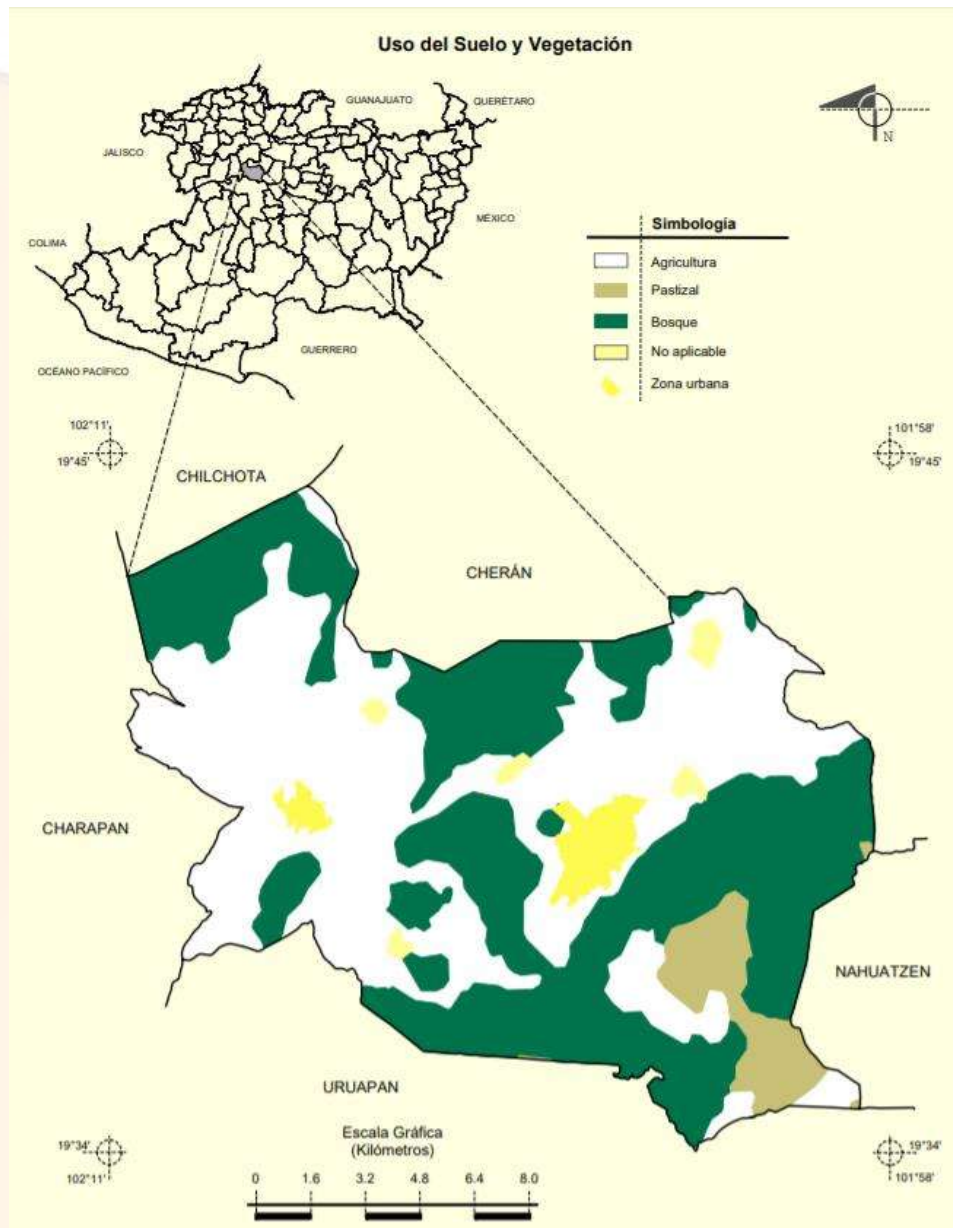 Uso del Suelo y Vegetación
GUANAJUATO
QUERÉTARO
JALISCO
N
MÉXICO
COLIMA
GUERRERO
OCÉANO PACÍFICO
Simbología
Agricultura
Pastizal
Bosque
No aplicable
Zona urbana
102°11'
19°45'
101°58'
19°45'
CHILCHOTA
CHERÁN
CHARAPAN
NAHUATZEN
URUAPAN
19°34'
102°11'
Escala Gráfica
(Kilómetros)
0 1.6 3.2 4.8 6.4 8.0
19°34'
101°58'